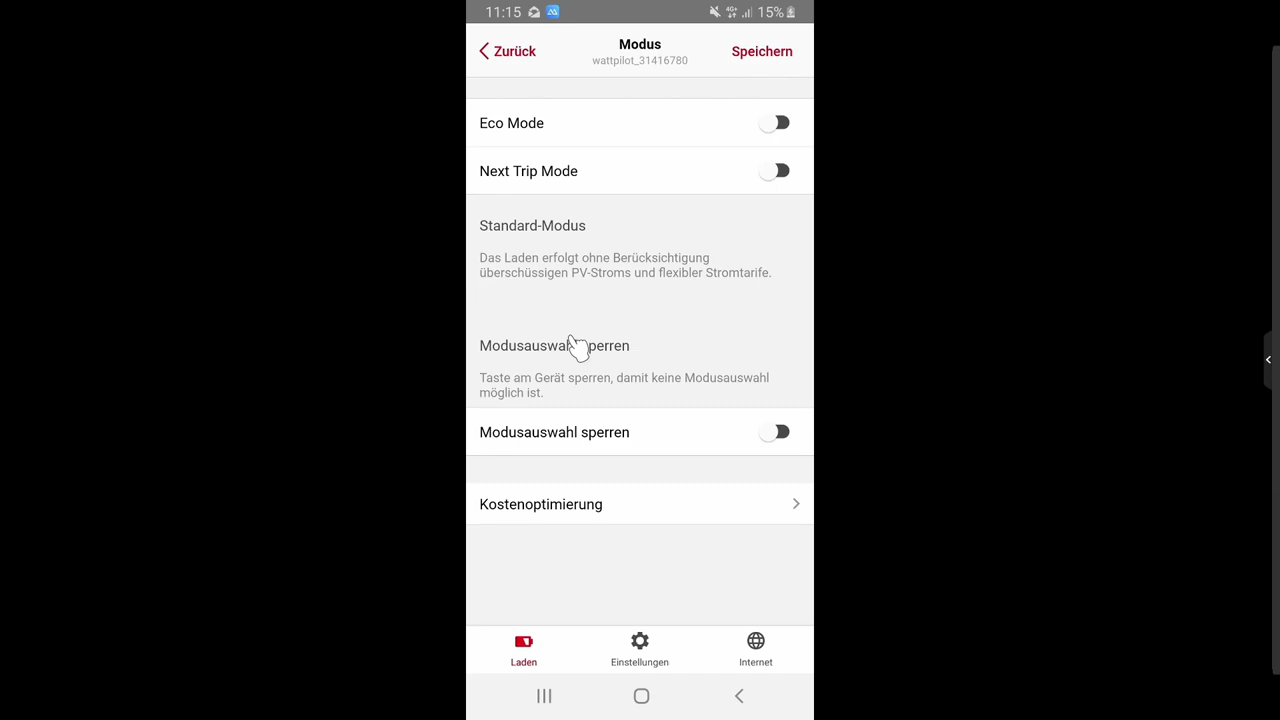 11:15
4G+
15%
Zurück
Modus
Speichern
wattpilot_31416780
Eco Mode
Next Trip Mode
Standard-Modus
Das Laden erfolgt ohne Berücksichtigung
überschüssigen PV-Stroms und flexibler Stromtarife.
Modusauswahl sperren
Taste am Gerät sperren, damit keine Modusauswahl
möglich ist.
Modusauswahl sperren
Kostenoptimierung
Laden
Einstellungen
Internet